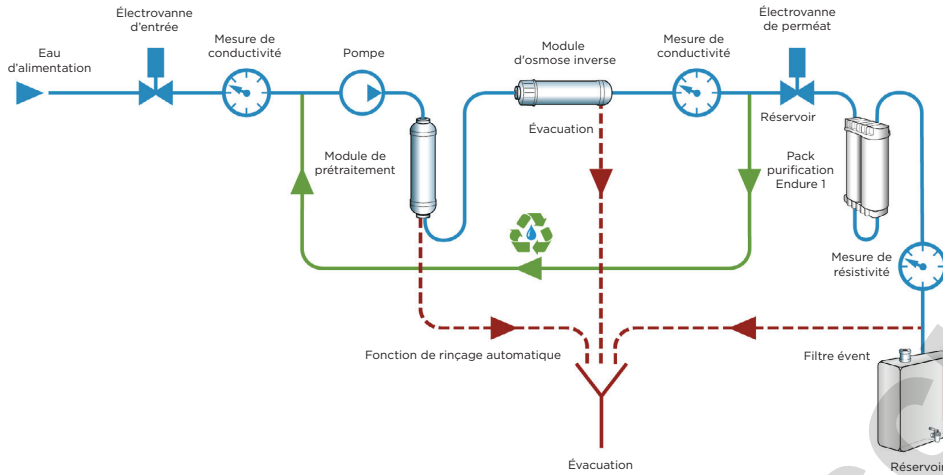 Eau
d'alimentation
Électrovanne
d'entrée
Mesure de
conductivité
Pompe
Module
d'osmose inverse
Mesure de
conductivité
Électrovanne
de perméat
Réservoir
Évacuation
Module de
prétraitement
Pack
purification
Endure 1
Mesure de
résistivité
Fonction de rinçage automatique
Filtre évent
Évacuation
Réservoir